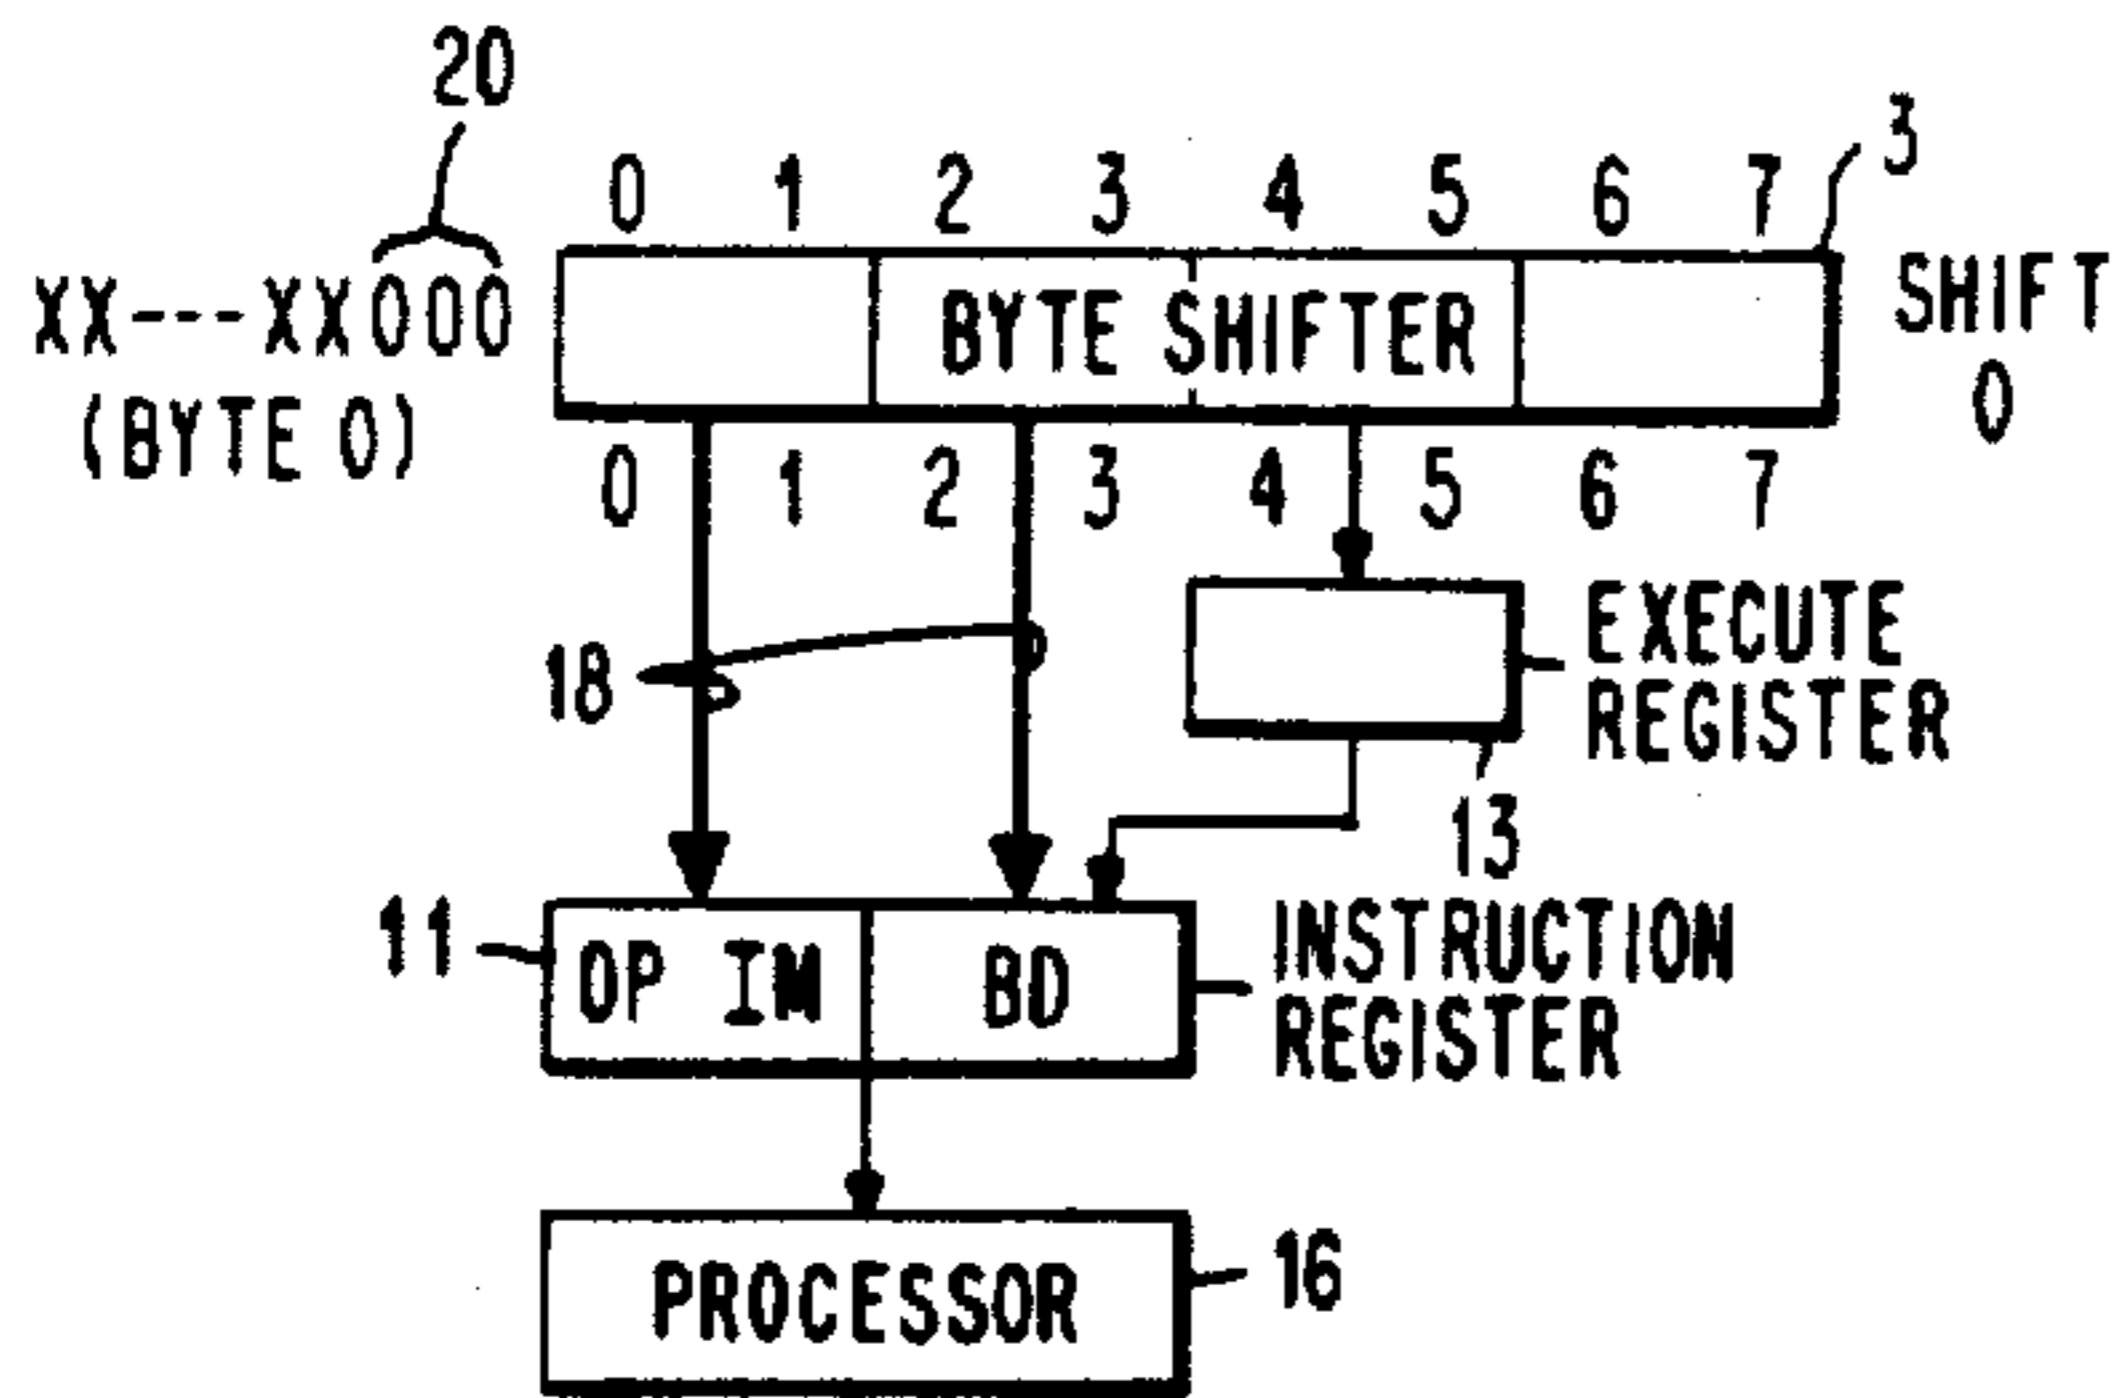 20
0 1 2 3 4 5 6 7 3
XX---XX000 BYTE SHIFTER SHIFT
(BYTE 0) 0
0 1 2 3 4 5 6 7
18
EXECUTE
REGISTER
13
11 OP IM BD INSTRUCTION
REGISTER
PROCESSOR 16